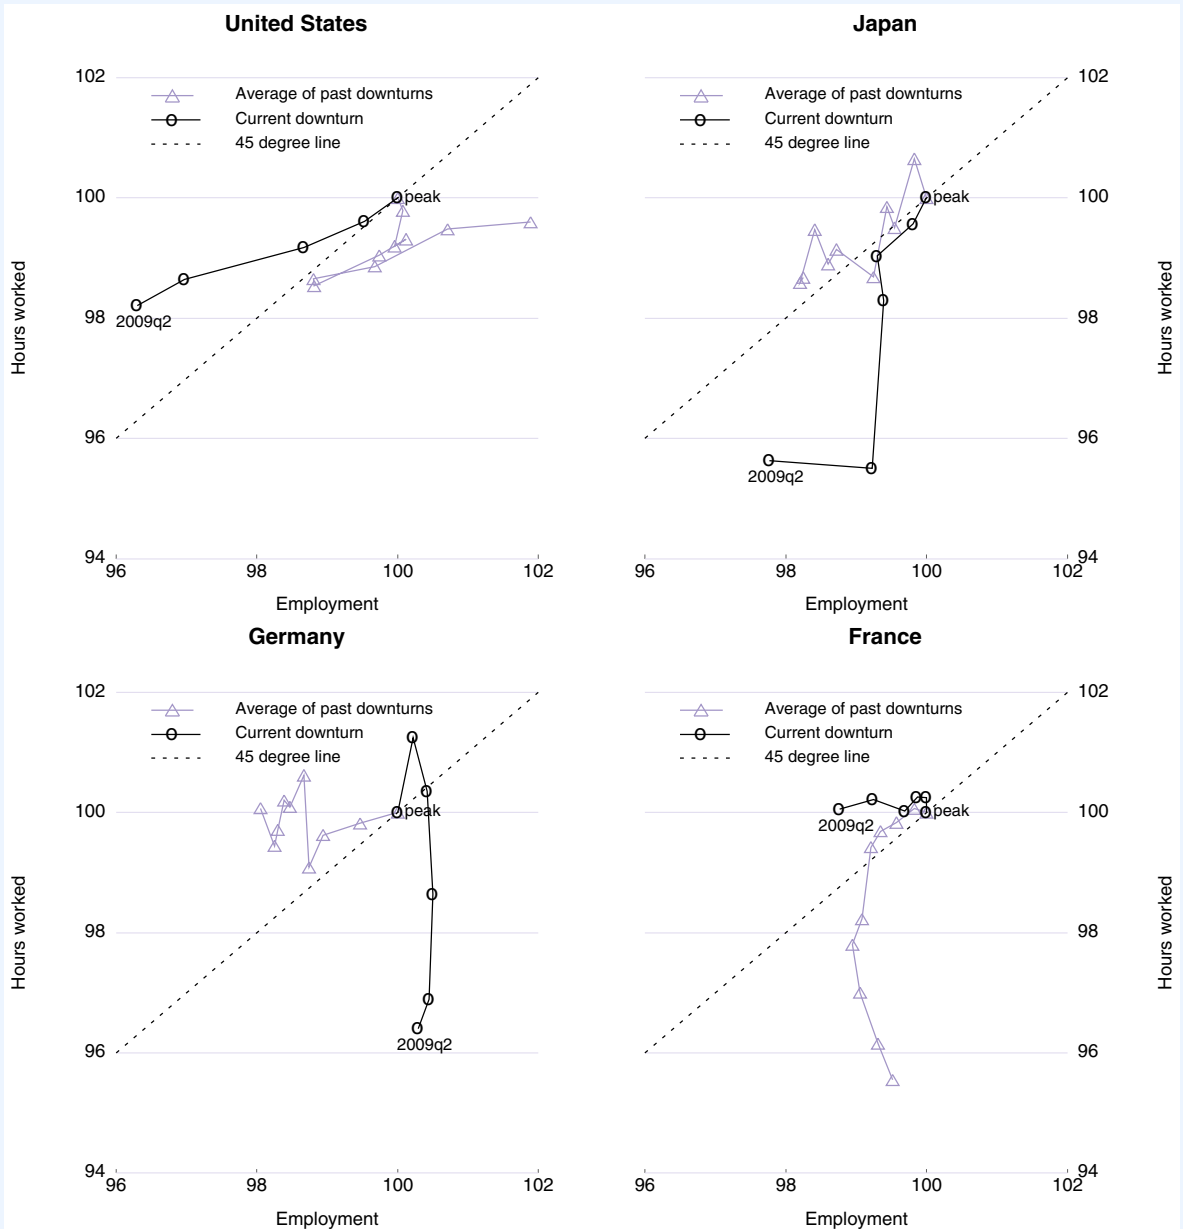 United States
102
100
98
96
94
Hours worked
Average of past downturns
Current downturn
45 degree line
peak
2009q2
96 98 100 102
Employment
Japan
102
100
98
96
94
Hours worked
Average of past downturns
Current downturn
45 degree line
peak
2009q2
96 98 100 102
Employment
Germany
102
100
98
96
94
Hours worked
Average of past downturns
Current downturn
45 degree line
peak
2009q2
96 98 100 102
Employment
France
102
100
98
96
94
Hours worked
Average of past downturns
Current downturn
45 degree line
peak
2009q2
96 98 100 102
Employment